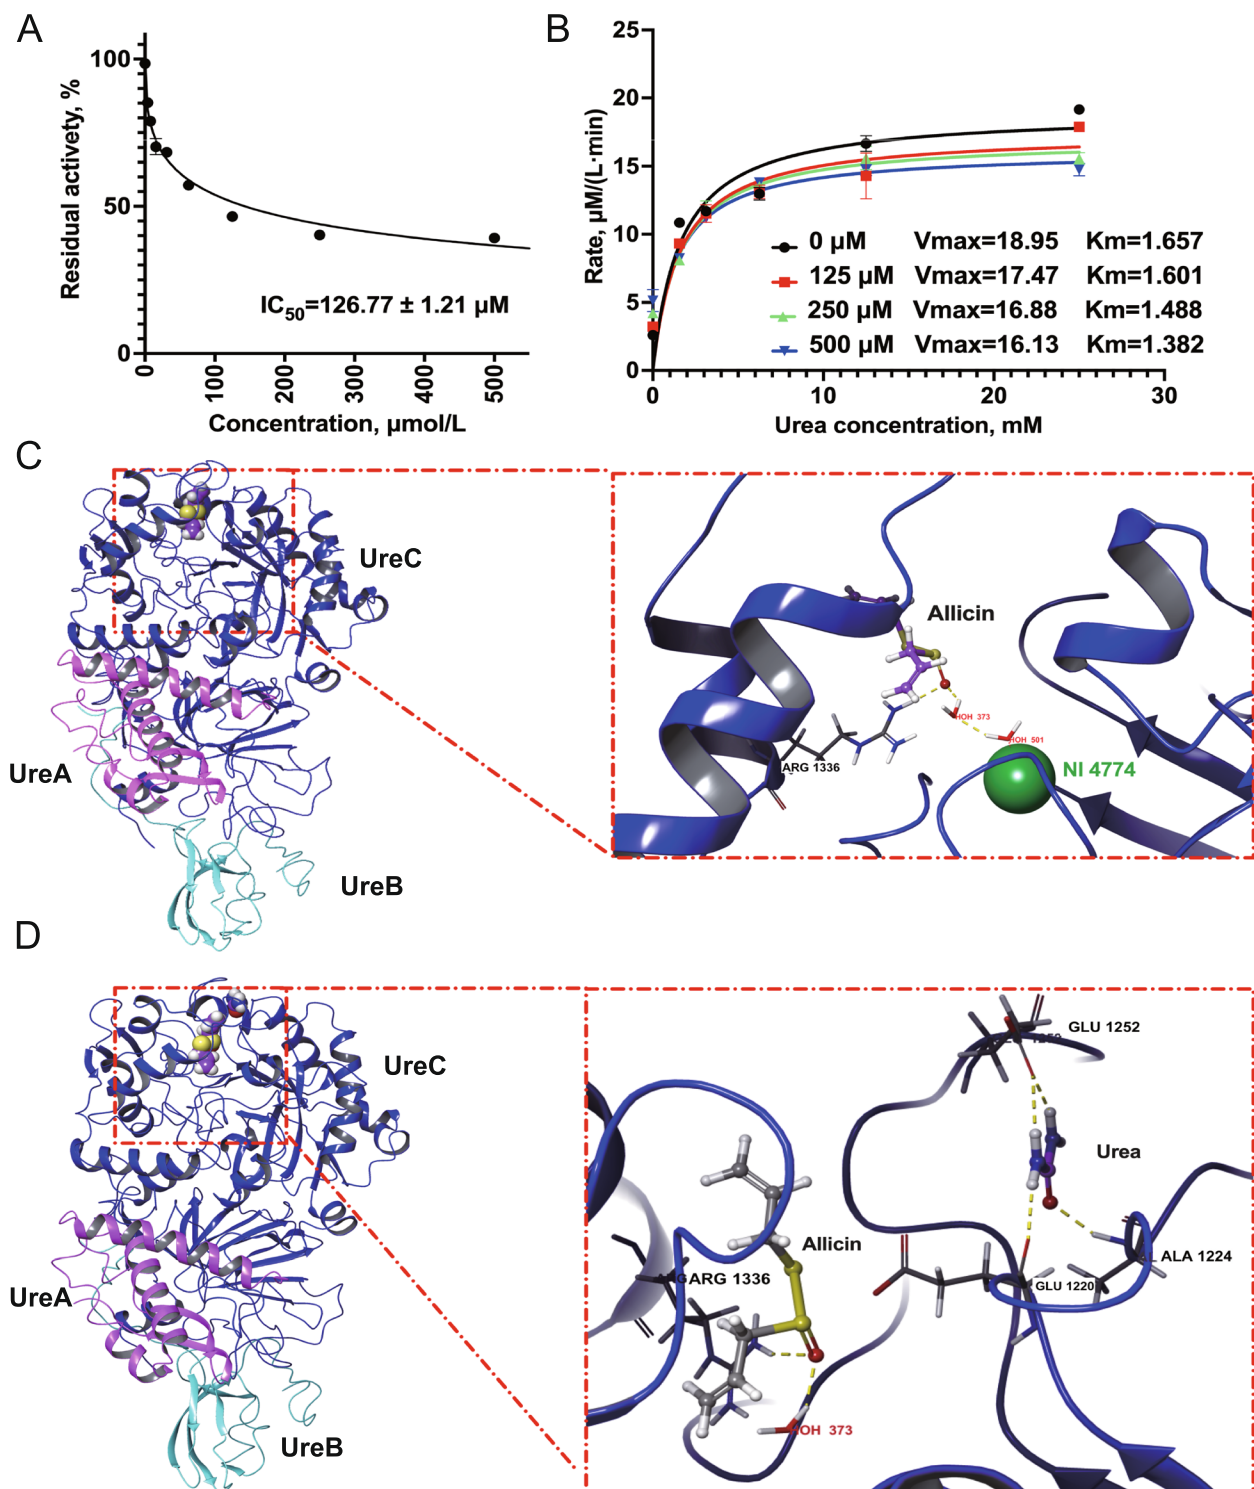 A
Residual activety, %
100
50
0
0 100 200 300 400 500
Concentration, µmol/L
IC50=126.77 ± 1.21 µM
B
Rate, µM/(L·min)
25
20
15
10
5
0
0 10 20 30
Urea concentration, mM
0 µM Vmax=18.95 Km=1.657
125 µM Vmax=17.47 Km=1.601
250 µM Vmax=16.88 Km=1.488
500 µM Vmax=16.13 Km=1.382
C
UreC
UreA
UreB
Allicin
HOH 373
HOH 501
ARG 1336
NI 4774
D
UreC
UreA
UreB
GLU 1252
Urea
Allicin
ALA 1224
ARG 1336
GLU 1220
HOH 373